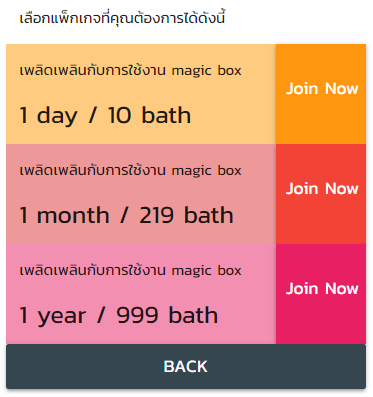 เลือกแพ็กเกจที่คุณต้องการได้ดังนี้
เพลิดเพลินกับการใช้งาน magic box
1 day / 10 bath
Join Now
เพลิดเพลินกับการใช้งาน magic box
1 month / 219 bath
Join Now
เพลิดเพลินกับการใช้งาน magic box
1 year / 999 bath
Join Now
BACK